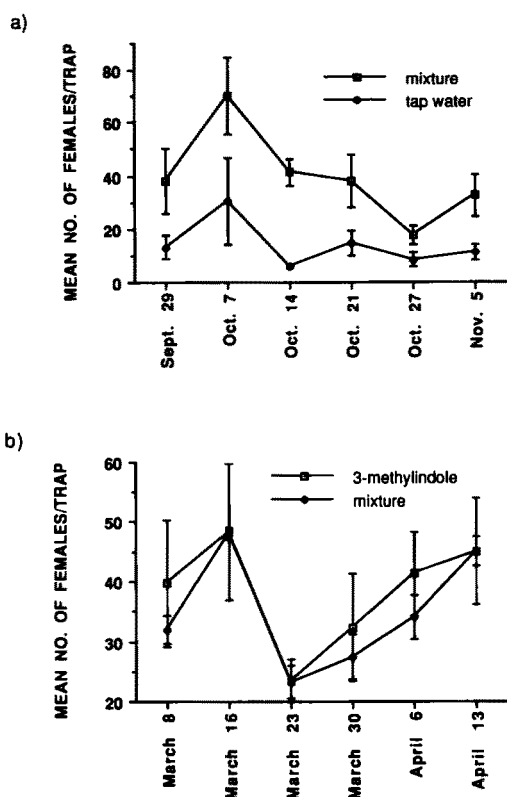 a)
MEAN NO. OF FEMALES/TRAP
80
60
40
20
0
mixture
tap water
Sept. 29
Oct. 7
Oct. 14
Oct. 21
Oct. 27
Nov. 5
b)
MEAN NO. OF FEMALES/TRAP
60
50
40
30
20
3-methylindole
mixture
March 8
March 16
March 23
March 30
April 6
April 13